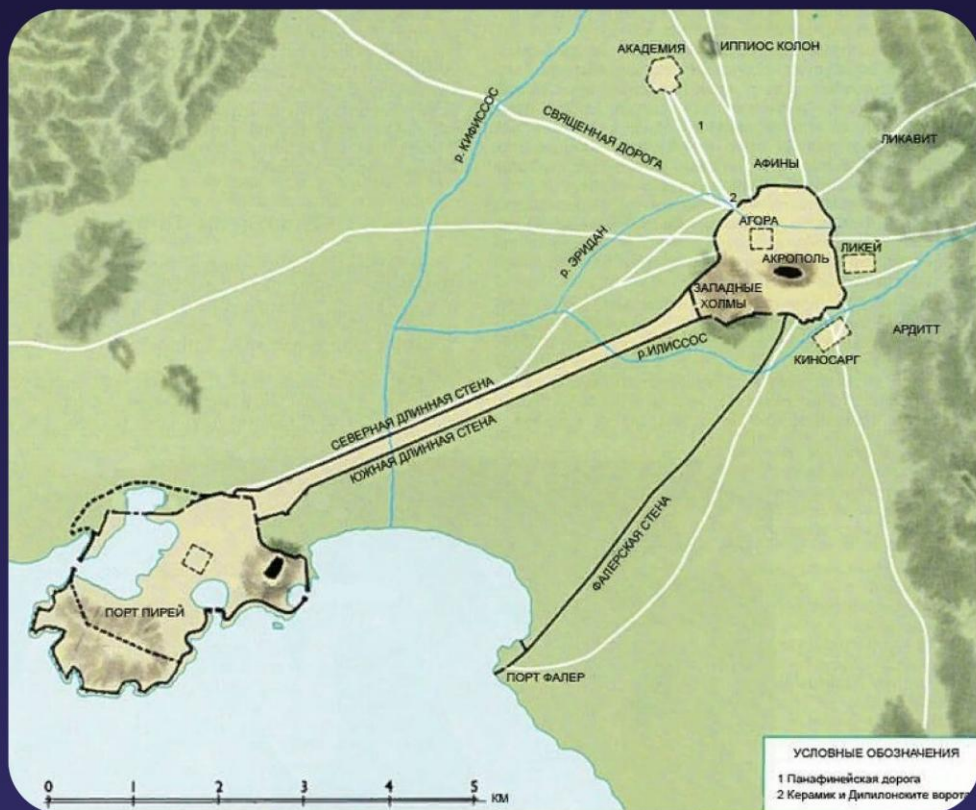 АКАДЕМИЯ
ИППИОС КОЛОН
р. КИФИССОС
СВЯЩЕННАЯ ДОРОГА
1
ЛИКАВИТ
АФИНЫ
2
АГОРА
р. ЭРИДАН
ЛИКЕЙ
АКРОПОЛЬ
ЗАПАДНЫЕ
ХОЛМЫ
АРДИТТ
р.ИЛИССОС
КИНОСАРГ
СЕВЕРНАЯ ДЛИННАЯ СТЕНА
ЮЖНАЯ ДЛИННАЯ СТЕНА
ФАЛЕРСКАЯ СТЕНА
ПОРТ ПИРЕЙ
ПОРТ ФАЛЕР
0 1 2 3 4 5
КМ
УСЛОВНЫЕ ОБОЗНАЧЕНИЯ
1 Панафинейская дорога
2 Керамик и Дипилонските ворота